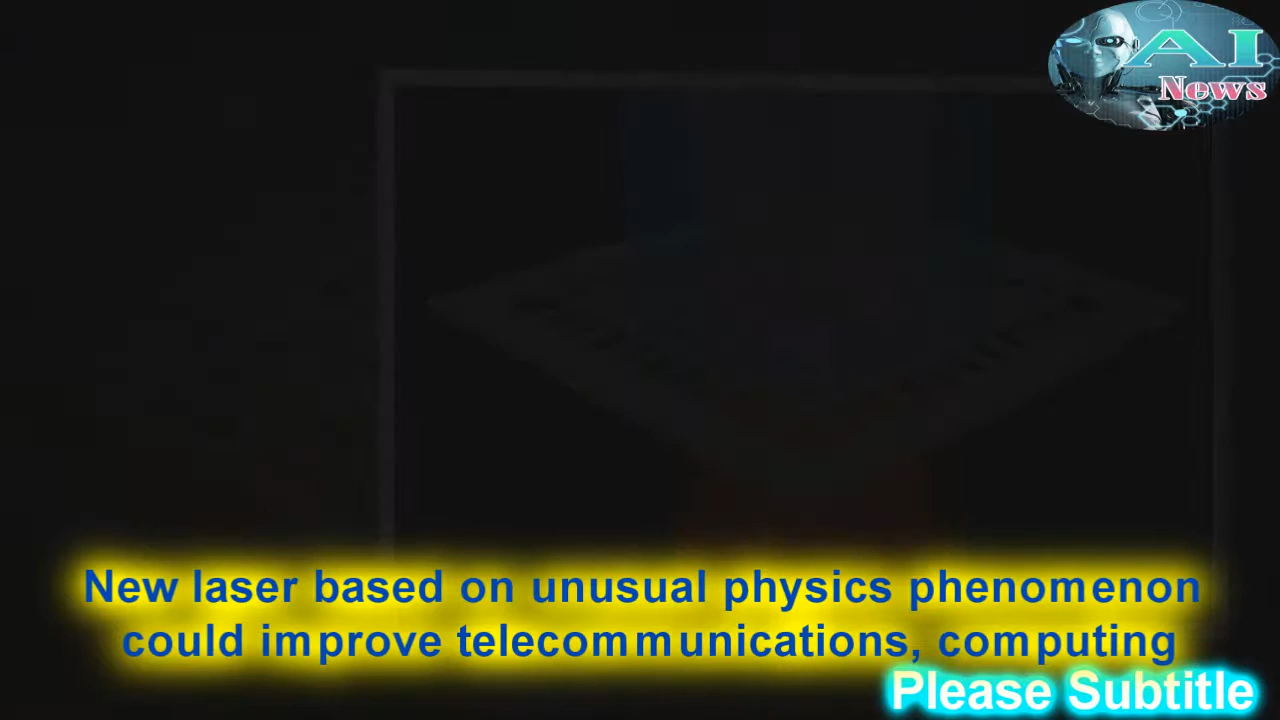 AI
News
New laser based on unusual physics phenomenon
could improve telecommunications, computing
Please Subtitle